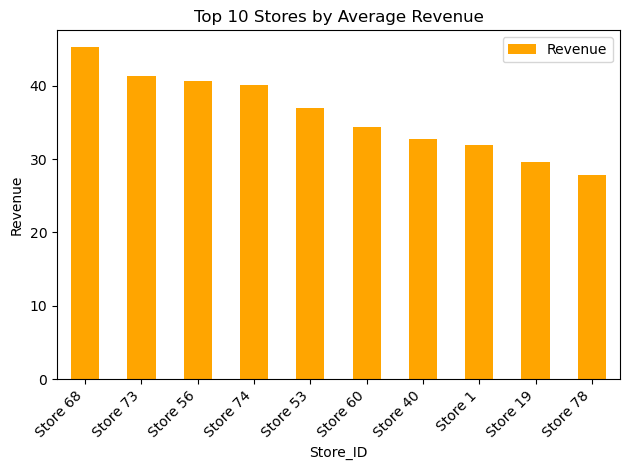 Top 10 Stores by Average Revenue
Revenue
Revenue
40
30
20
10
0
Store 68
Store 73
Store 56
Store 74
Store 53
Store 60
Store 40
Store 1
Store 19
Store 78
Store_ID